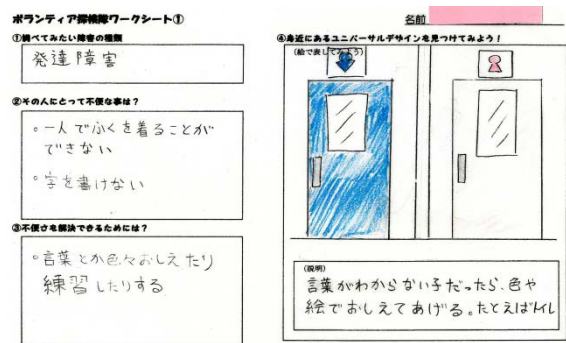 ボランティア探検隊ワークシート①
名前
①調べてみたい障害の種類
発達障害
②その人にとって不便な事は?
。一人でふくを着ることが
できない
。字を書けない
③不便さを解決できるためには?
。言葉とか色々おしえたり
練習したりする
④身近にあるユニバーサルデザインを見つけてみよう!
(絵で表してみよう)
(説明)
言葉がわからない子だったら、色や
絵でおしえてあげる。たとえばトイレ